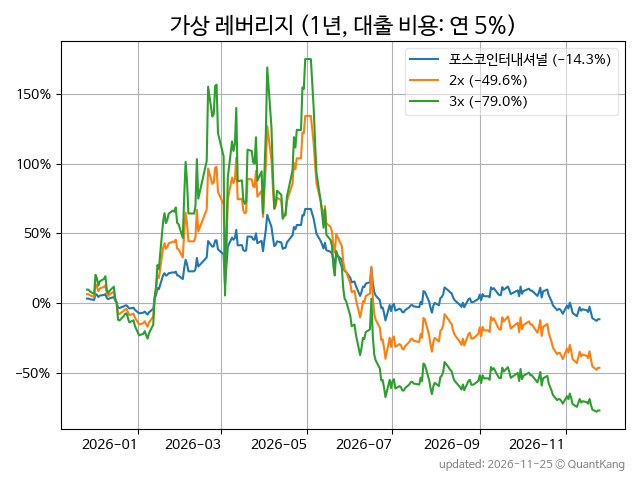 가상 레버리지 (1년, 대출 비용: 연 5%)
포스코인터내셔널 (−14.3%)
2x (−49.6%)
3x (−79.0%)
150%
100%
50%
0%
−50%
2026-01 2026-03 2026-05 2026-07 2026-09 2026-11
updated: 2026-11-25 © QuantKang